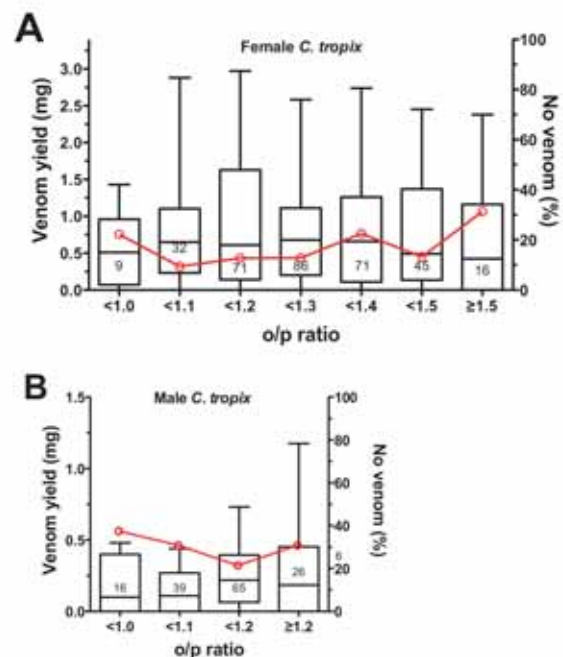 A
Female C. tropix
Venom yield (mg)
3.0
2.5
2.0
1.5
1.0
0.5
0.0
100
80
60
40
20
0
No venom (%)
9
32
71
86
71
45
16
<1.0 <1.1 <1.2 <1.3 <1.4 <1.5 ≥1.5
o/p ratio
B
Male C. tropix
Venom yield (mg)
1.5
1.0
0.5
0.0
100
80
60
40
20
0
6
No venom (%)
16
39
65
26
<1.0 <1.1 <1.2 ≥1.2
o/p ratio